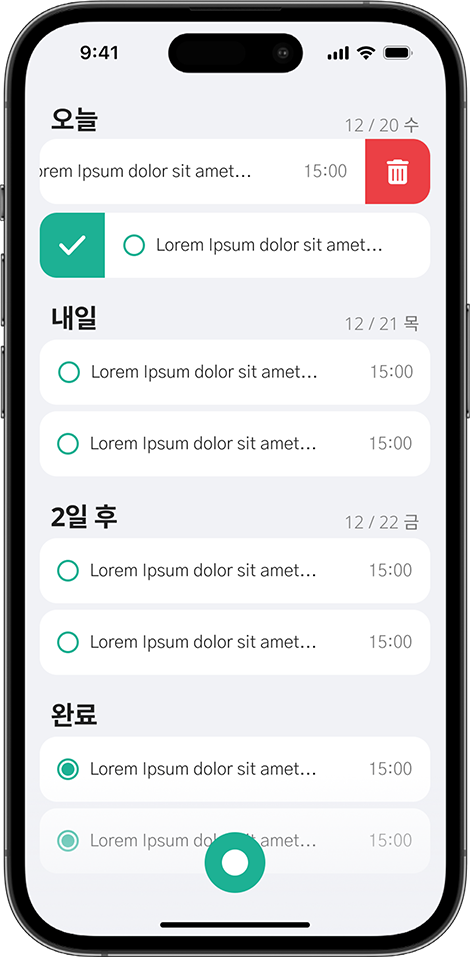 9:41
오늘
12 / 20 수
orem Ipsum dolor sit amet... 15:00
Lorem Ipsum dolor sit amet...
내일
12 / 21 목
Lorem Ipsum dolor sit amet... 15:00
Lorem Ipsum dolor sit amet... 15:00
2일 후
12 / 22 금
Lorem Ipsum dolor sit amet... 15:00
Lorem Ipsum dolor sit amet... 15:00
완료
Lorem Ipsum dolor sit amet... 15:00
Lorem Ipsum do amet... 15:00